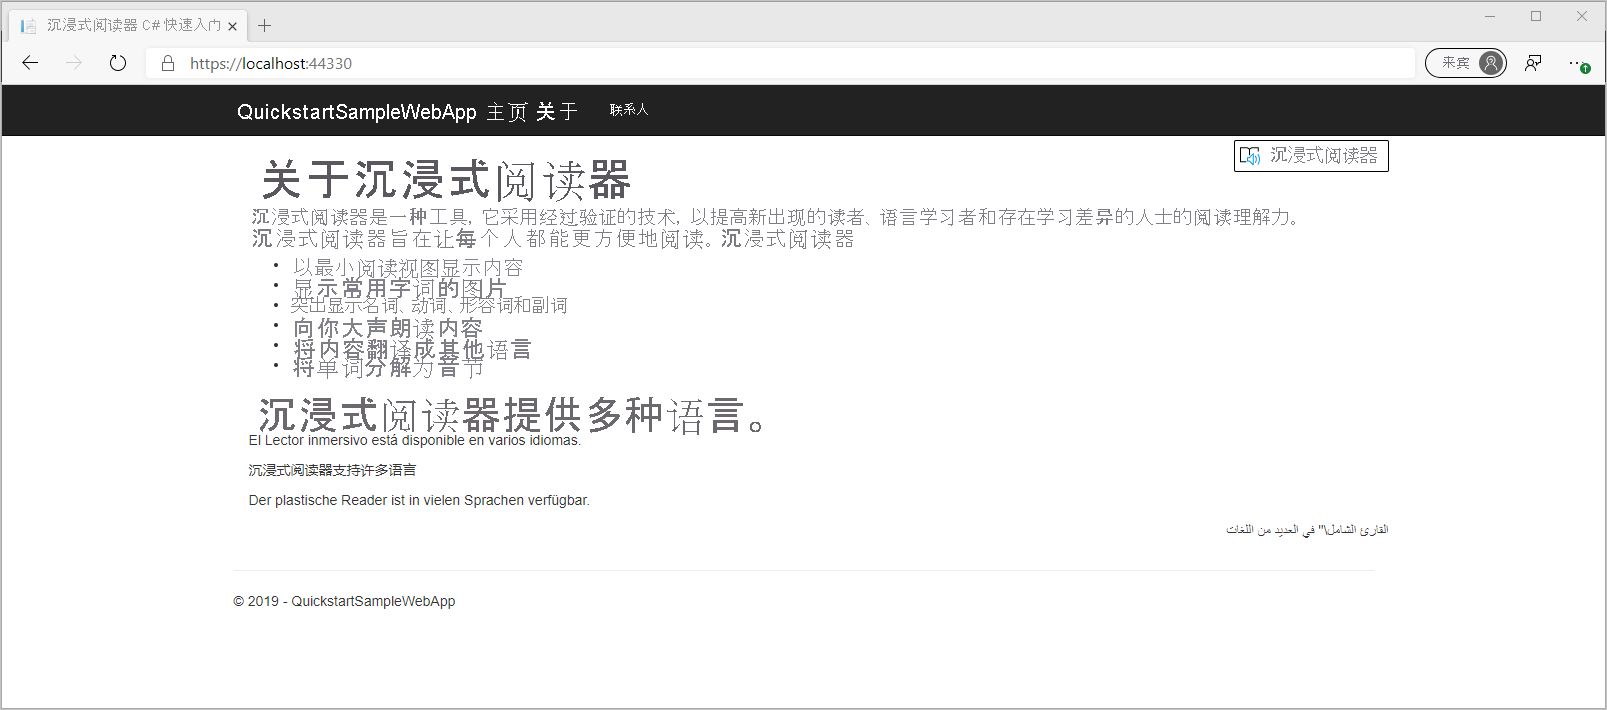 沉浸式阅读器 C# 快速入门
https://localhost:44330
来宾
QuickstartSampleWebApp 主页 关于 联系人
沉浸式阅读器
关于沉浸式阅读器
沉浸式阅读器是一种工具, 它采用经过验证的技术, 以提高新出现的读者、语言学习者和存在学习差异的人士的阅读理解力。
沉浸式阅读器旨在让每个人都能更方便地阅读。沉浸式阅读器
• 以最小阅读视图显示内容
• 显示常用字词的图片
• 突出显示名词、动词、形容词和副词
• 向你大声朗读内容
• 将内容翻译成其他语言
• 将单词分解为音节
沉浸式阅读器提供多种语言。
El Lector inmersivo está disponible en varios idiomas.
沉浸式阅读器支持许多语言
Der plastische Reader ist in vielen Sprachen verfügbar.
القارئ الشامل\" في العديد من اللغات
© 2019 - QuickstartSampleWebApp